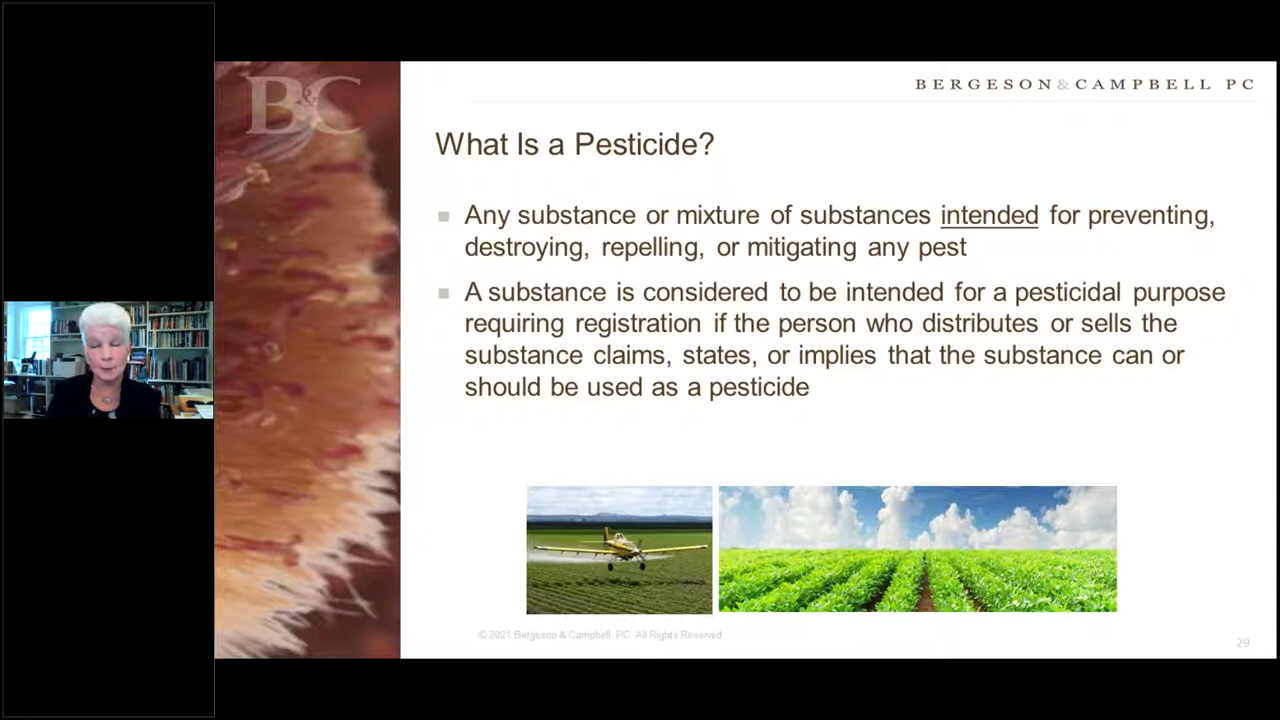 B&C
BERGESON&CAMPBELL PC
What Is a Pesticide?
Any substance or mixture of substances intended for preventing,
destroying, repelling, or mitigating any pest
A substance is considered to be intended for a pesticidal purpose
requiring registration if the person who distributes or sells the
substance claims, states, or implies that the substance can or
should be used as a pesticide
© 2021 Bergeson & Campbell, PC. All Rights Reserved.
29